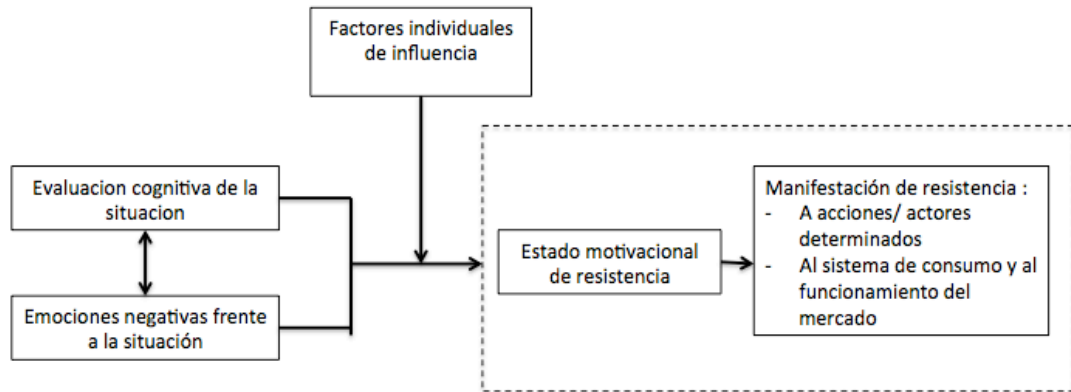 Factores individuales
de influencia
Evaluacion cognitiva de la
situacion
Emociones negativas frente
a la situación
Estado motivacional
de resistencia
Manifestación de resistencia :
- A acciones/ actores
determinados
- Al sistema de consumo y al
funcionamiento del
mercado